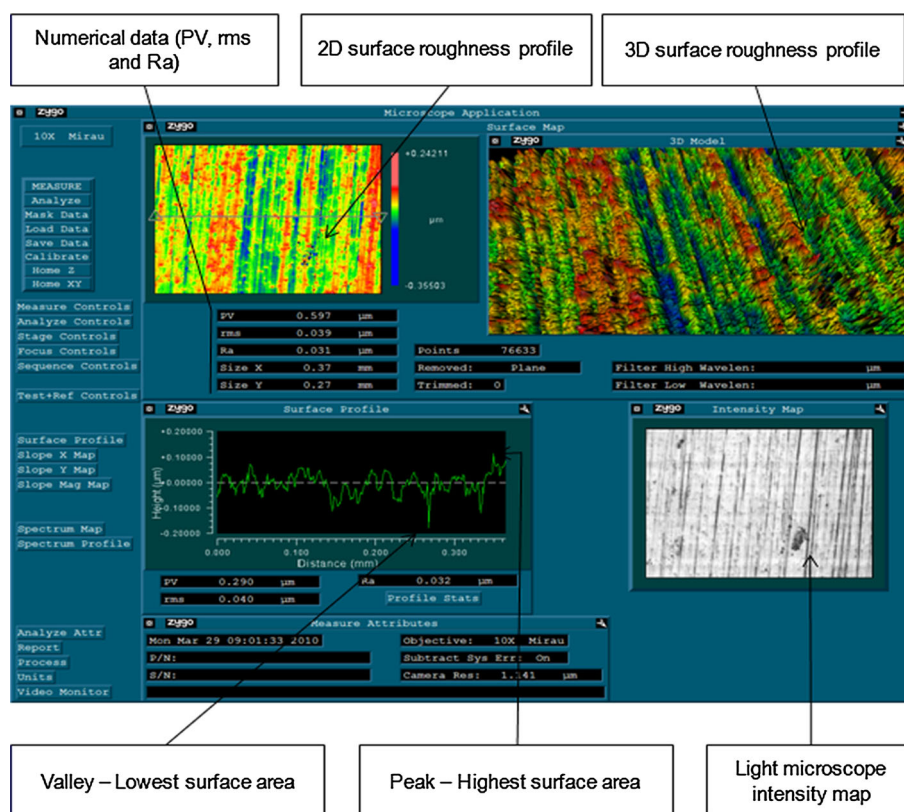 Numerical data (PV, rms
and Ra)
2D surface roughness profile
3D surface roughness profile
zygo
Microscope Application
10X Mirau
zygo
Surface Map
zygo
3D Model
+0.24211
µm
-0.35503
MEASURE
Analyze
Mask Data
Load Data
Save Data
Calibrate
Home Z
Home XY
Measure Controls
Analyze Controls
Stage Controls
Focus Controls
Sequence Controls
Test+Ref Controls
Surface Profile
Slope X Map
Slope Y Map
Slope Mag Map
Spectrum Map
Spectrum Profile
Analyze Attr
Report
Process
Units
Video Monitor
PV 0.597 µm
rms 0.039 µm
Ra 0.031 µm
Size X 0.37 mm
Size Y 0.27 mm
Points 76633
Removed: Plane
Trimmed: 0
Filter High Wavelen: µm
Filter Low Wavelen: µm
zygo
Surface Profile
+0.20000
+0.10000
+0.00000
-0.10000
-0.20000
Height (µm)
0.000 0.100 0.200 0.300
Distance (mm)
PV 0.290 µm
rms 0.040 µm
Ra 0.032 µm
Profile Stats
zygo
Intensity Map
zygo
Measure Attributes
Mon Mar 29 09:01:33 2010
P/N:
S/N:
Objective: 10X Mirau
Subtract Sys Err: On
Camera Res: 1.141 µm
Valley – Lowest surface area
Peak – Highest surface area
Light microscope
intensity map